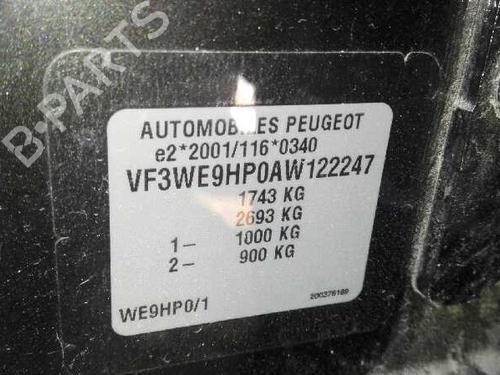 B-PARTS
AUTOMOBILES PEUGEOT
e2*2001/116*0340
VF3WE9HP0AW122247
1743 KG
2693 KG
1- 1000 KG
2- 900 KG
WE9HP0/1
200376189